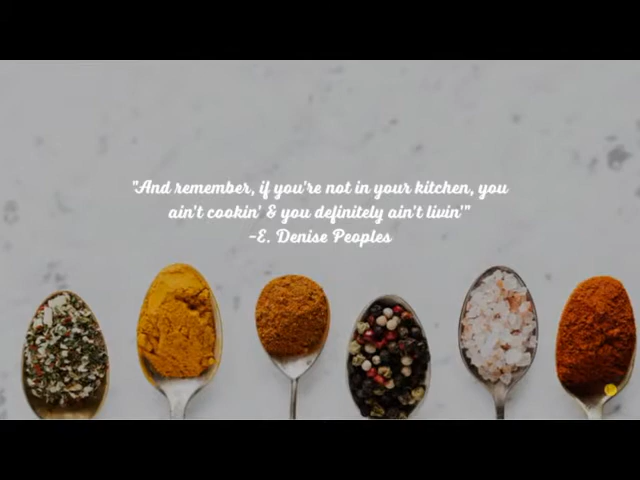 "And remember, if you're not in your kitchen, you
ain't cookin' & you definitely ain't livin'"
-E. Denise Peoples